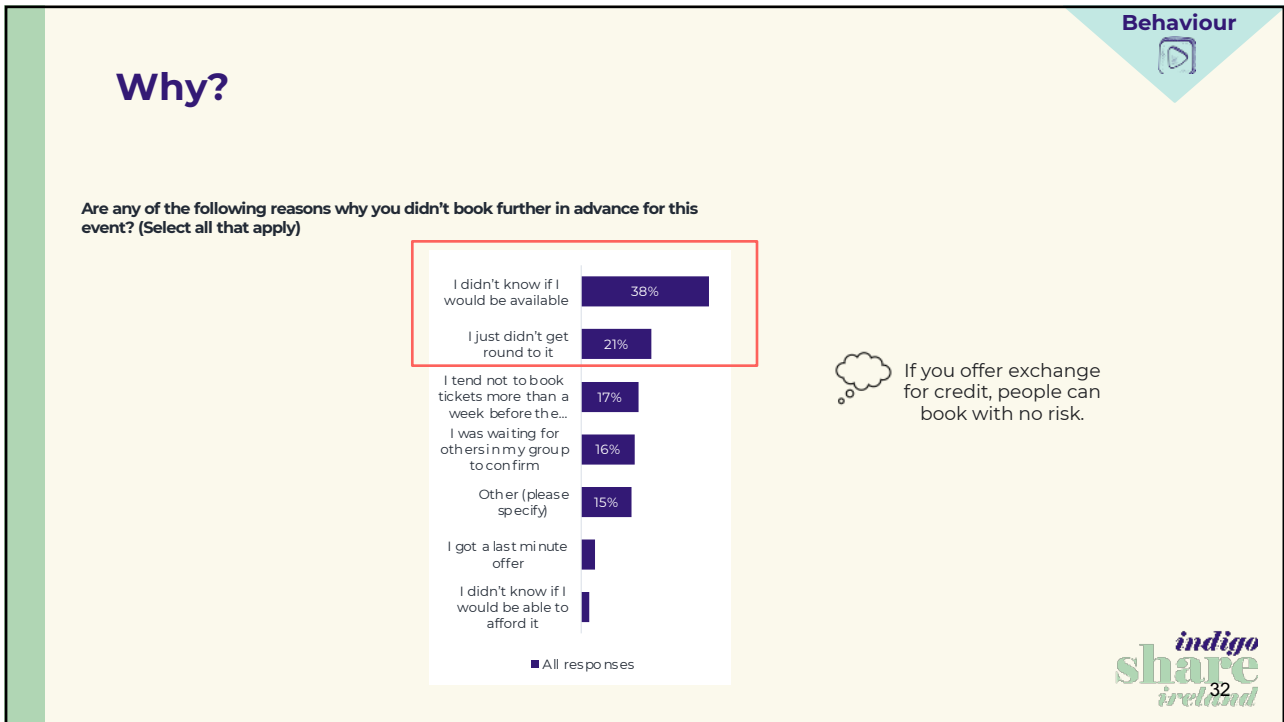 Behaviour
Why?
Are any of the following reasons why you didn't book further in advance for this
event? (Select all that apply)
I didn't know if I
would be available
38%
I just didn't get
round to it
21%
I tend not to book
tickets more than a
week before the...
17%
I was waiting for
others in my group
to confirm
16%
Other (please
specify)
15%
I got a last minute
offer
I didn't know if I
would be able to
afford it
All responses
If you offer exchange
for credit, people can
book with no risk.
indigo
share
ireland
32